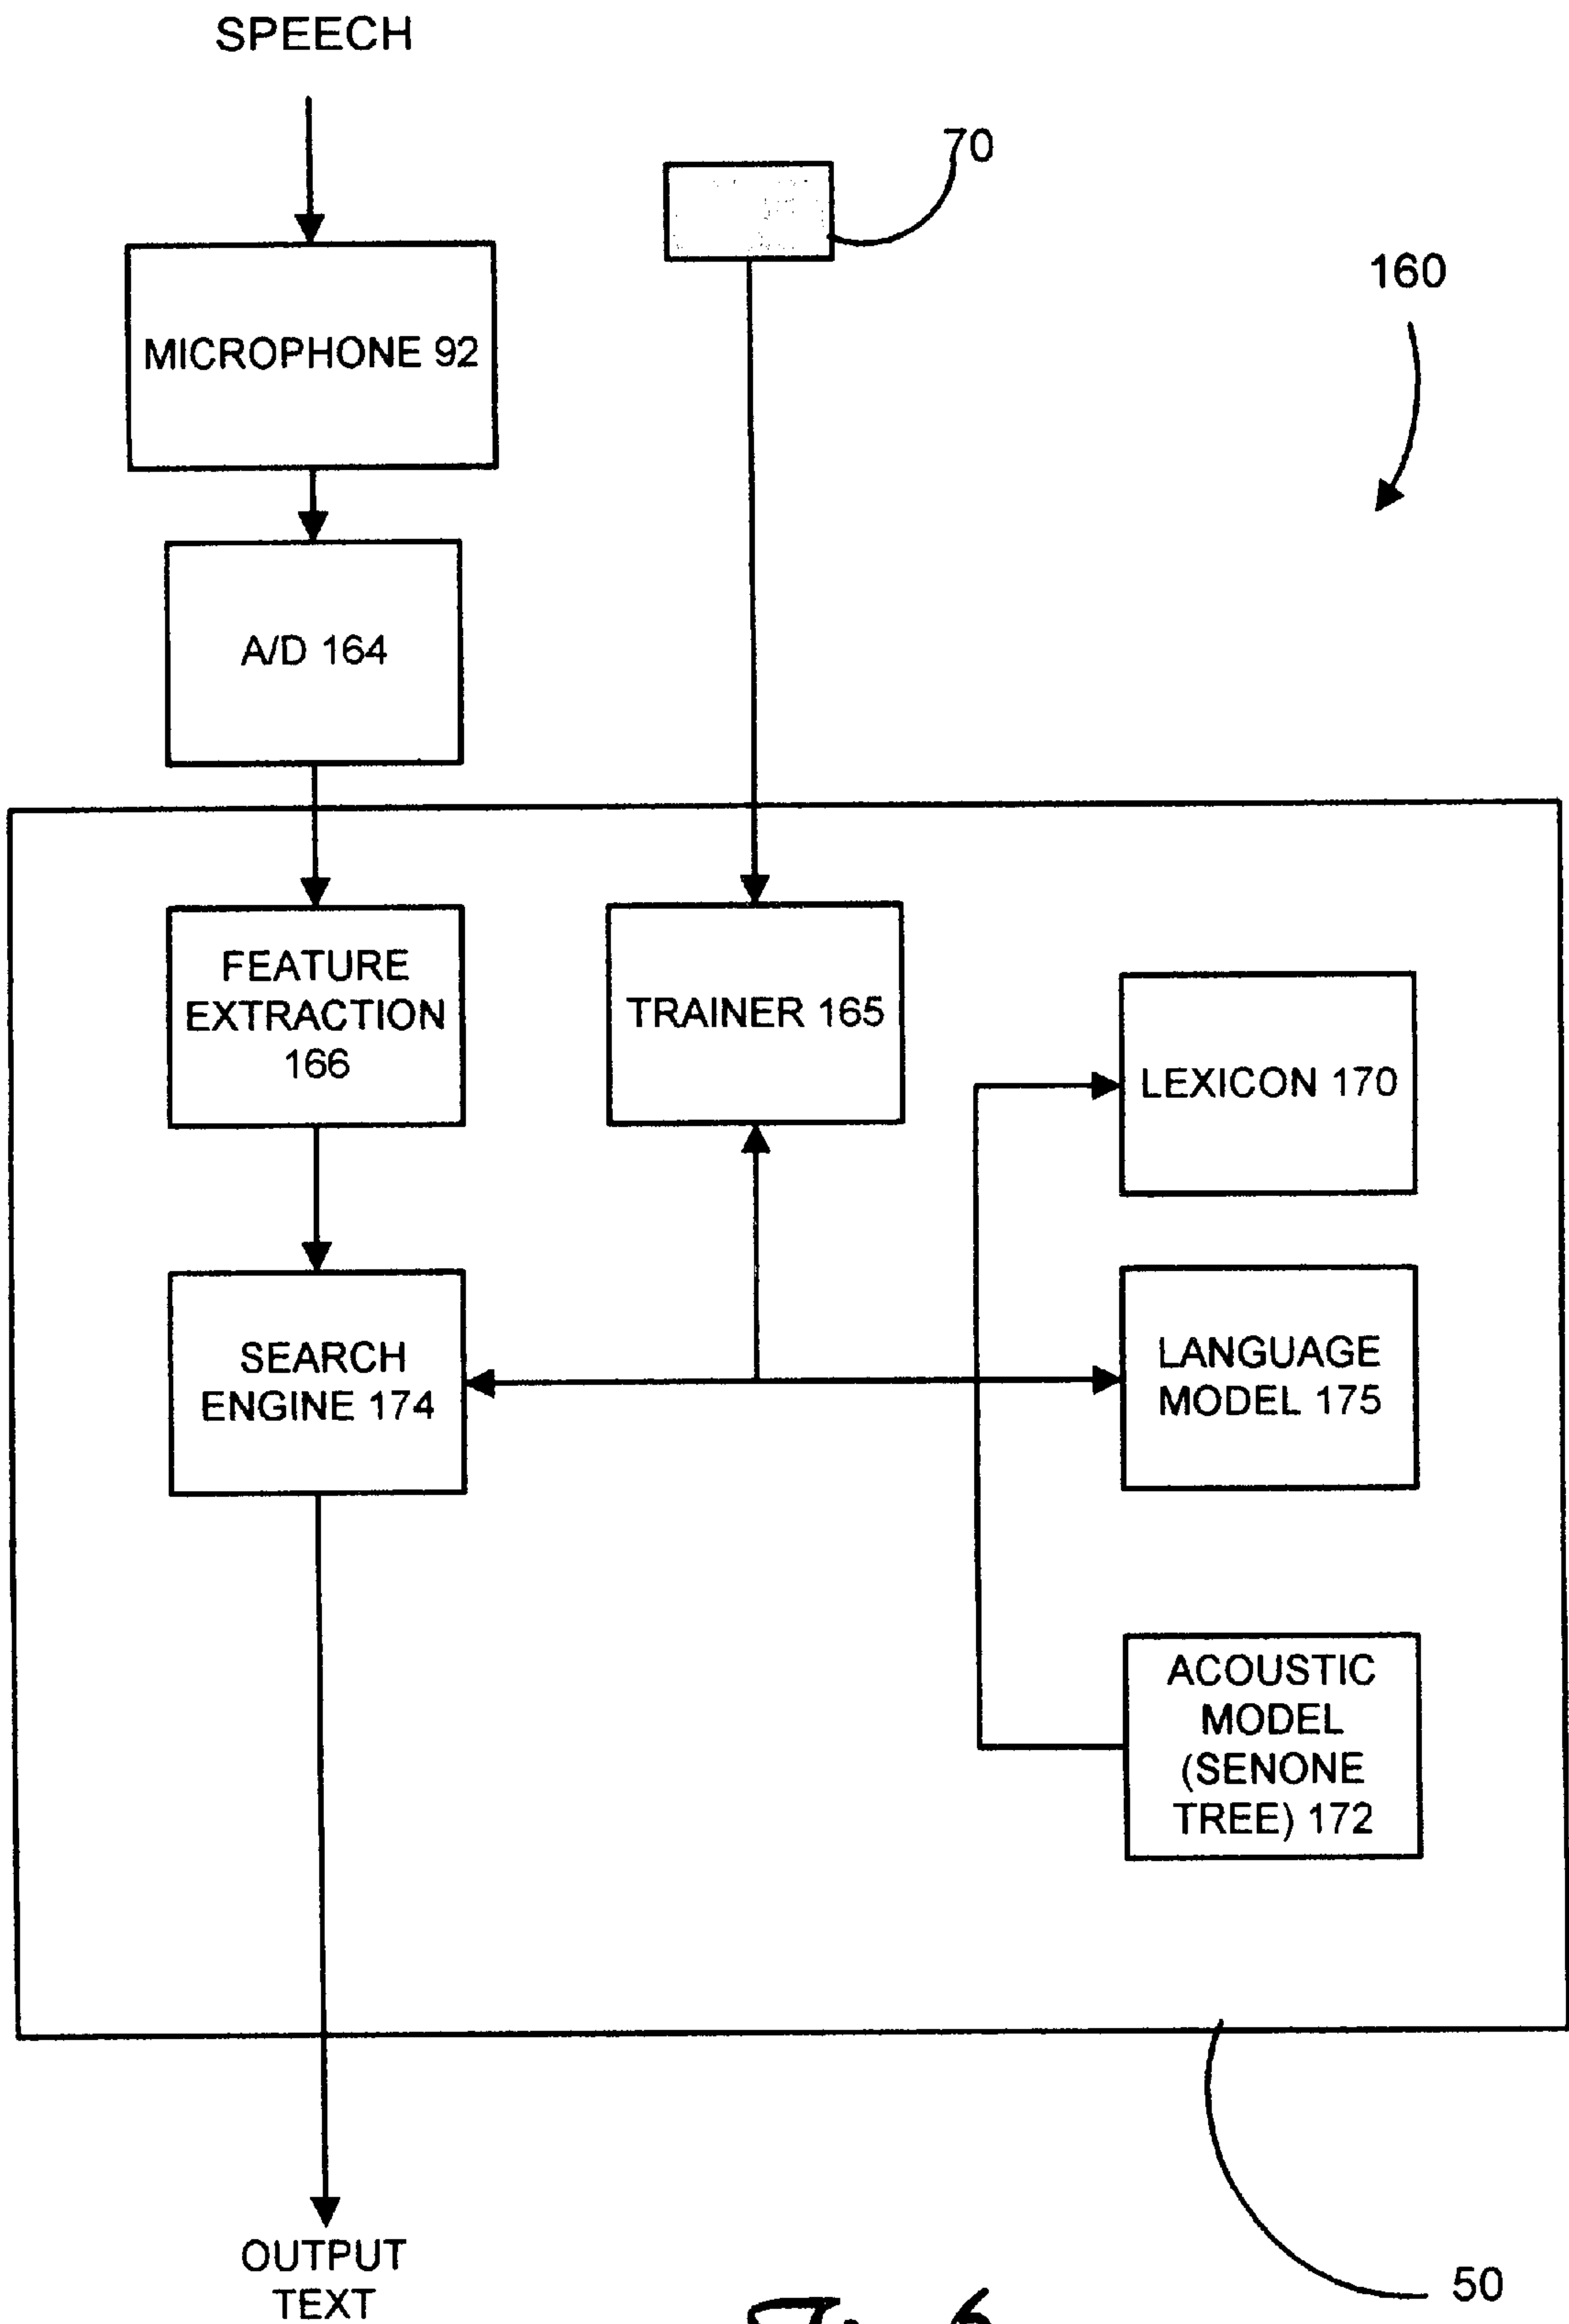 SPEECH
70
160
MICROPHONE 92
A/D 164
FEATURE
EXTRACTION
166
TRAINER 165
LEXICON 170
SEARCH
ENGINE 174
LANGUAGE
MODEL 175
ACOUSTIC
MODEL
(SENONE
TREE) 172
OUTPUT
TEXT
50